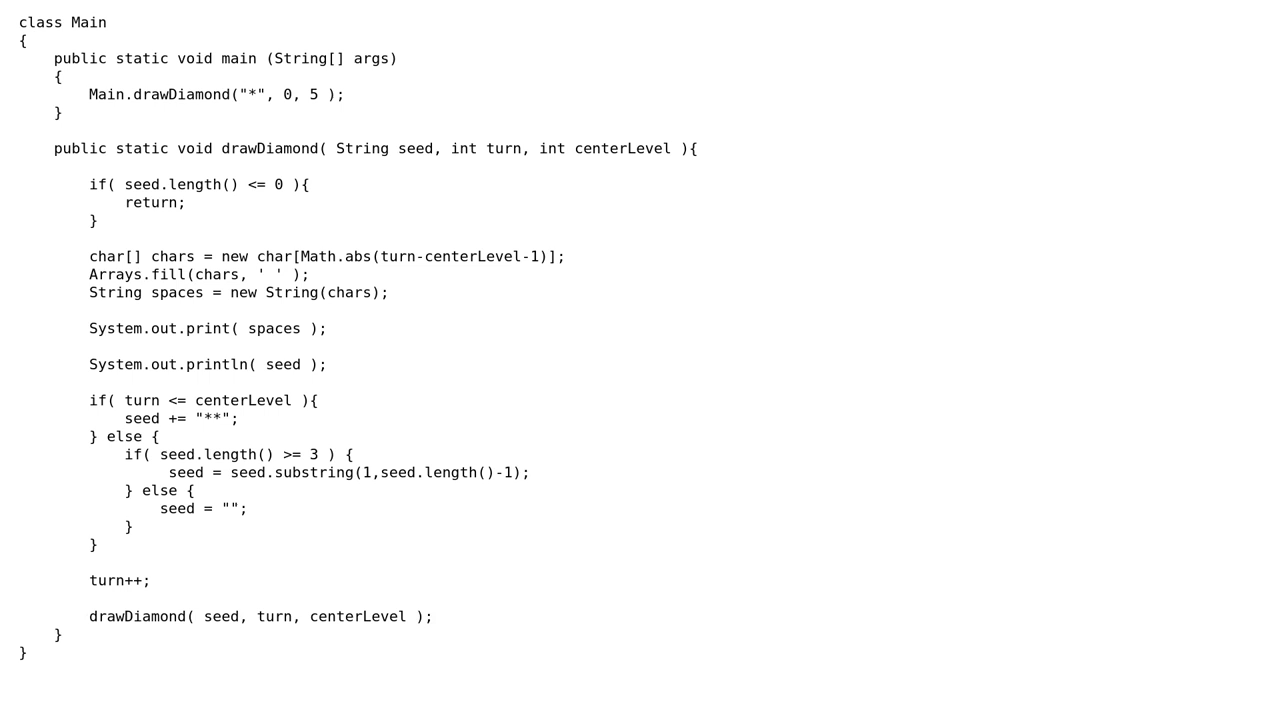 class Main
{
    public static void main (String[] args)
    {
        Main.drawDiamond("*", 0, 5 );
    }

    public static void drawDiamond( String seed, int turn, int centerLevel ){

        if( seed.length() <= 0 ){
            return;
        }

        char[] chars = new char[Math.abs(turn-centerLevel-1)];
        Arrays.fill(chars, ' ' );
        String spaces = new String(chars);

        System.out.print( spaces );

        System.out.println( seed );

        if( turn <= centerLevel ){
            seed += "**";
        } else {
            if( seed.length() >= 3 ) {
                 seed = seed.substring(1,seed.length()-1);
            } else {
                seed = "";
            }
        }

        turn++;

        drawDiamond( seed, turn, centerLevel );
    }
}